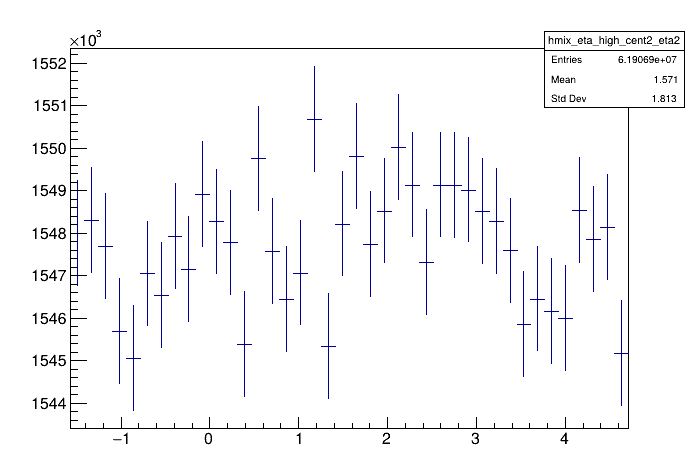 ×10³
hmix_eta_high_cent2_eta2
Entries 6.19069e+07
Mean 1.571
Std Dev 1.813
1552
1551
1550
1549
1548
1547
1546
1545
1544
−1 0 1 2 3 4